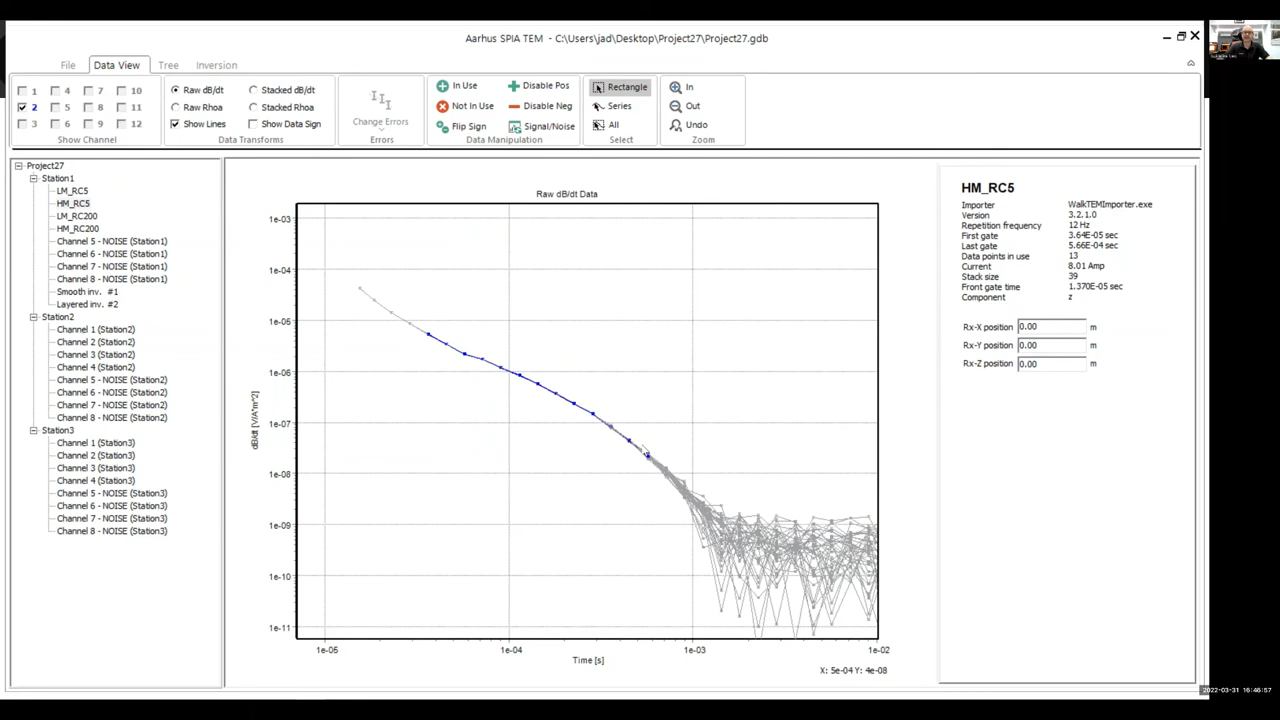 Aarhus SPIA TEM - C:\Users\jad\Desktop\Project27\Project27.gdb
File Data View Tree Inversion
1 4 7 10
2 5 8 11
3 6 9 12
Show Channel
Raw dB/dt Stacked dB/dt
Raw Rhoa Stacked Rhoa
Show Lines Show Data Sign
Data Transforms
Change Errors
Errors
In Use Disable Pos
Not In Use Disable Neg
Flip Sign Signal/Noise
Data Manipulation
Rectangle
Series
All
Select
In
Out
Undo
Zoom
Project27
Station1
LM_RC5
HM_RC5
LM_RC200
HM_RC200
Channel 5 - NOISE (Station1)
Channel 6 - NOISE (Station1)
Channel 7 - NOISE (Station1)
Channel 8 - NOISE (Station1)
Smooth inv. #1
Layered inv. #2
Station2
Channel 1 (Station2)
Channel 2 (Station2)
Channel 3 (Station2)
Channel 4 (Station2)
Channel 5 - NOISE (Station2)
Channel 6 - NOISE (Station2)
Channel 7 - NOISE (Station2)
Channel 8 - NOISE (Station2)
Station3
Channel 1 (Station3)
Channel 2 (Station3)
Channel 3 (Station3)
Channel 4 (Station3)
Channel 5 - NOISE (Station3)
Channel 6 - NOISE (Station3)
Channel 7 - NOISE (Station3)
Channel 8 - NOISE (Station3)
Raw dB/dt Data
1e-03
1e-04
1e-05
1e-06
1e-07
1e-08
1e-09
1e-10
1e-11
dB/dt [V/A*m^2]
1e-05 1e-04 1e-03 1e-02
Time [s]
X: 5e-04 Y: 4e-08
HM_RC5
Importer WalkTEMImporter.exe
Version 3.2.1.0
Repetition frequency 12 Hz
First gate 3.64E-05 sec
Last gate 5.66E-04 sec
Data points in use 13
Current 8.01 Amp
Stack size 39
Front gate time 1.370E-05 sec
Component z
Rx-X position 0.00 m
Rx-Y position 0.00 m
Rx-Z position 0.00 m
2022-03-31 16:46:57